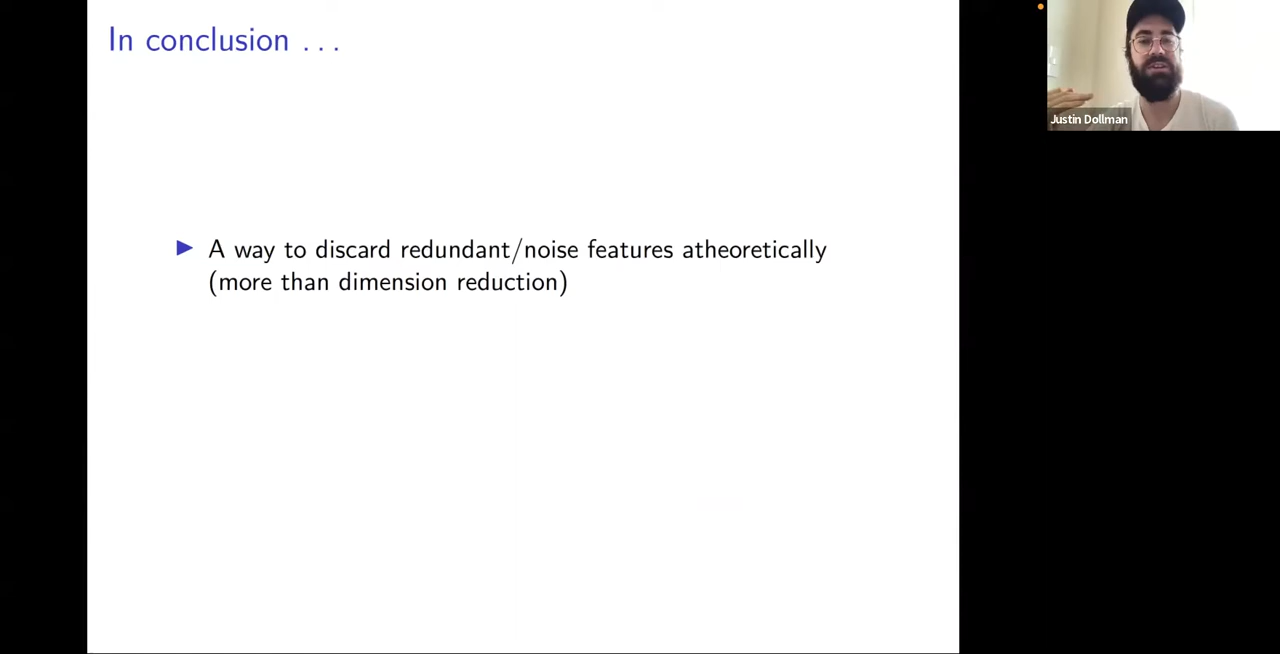 In conclusion ...
Justin Dollman
▶ A way to discard redundant/noise features atheoretically
(more than dimension reduction)